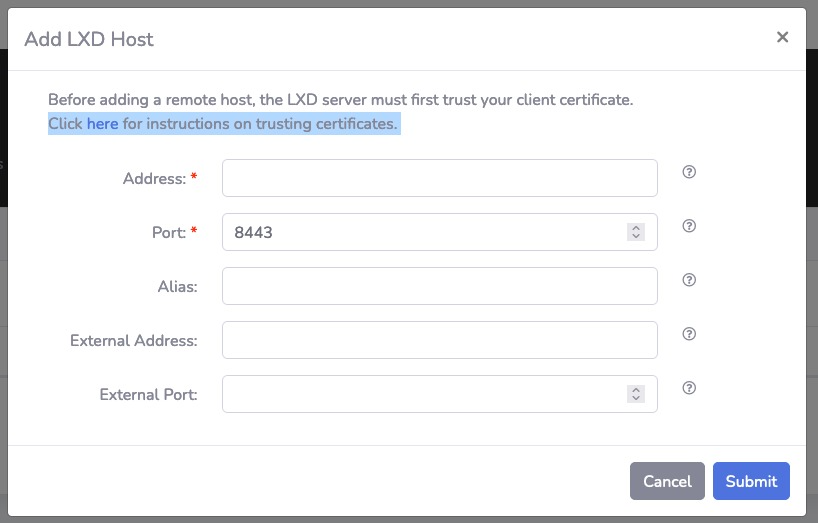 Add LXD Host
×
Before adding a remote host, the LXD server must first trust your client certificate.
Click here for instructions on trusting certificates.
Address: *
Port: * 8443
Alias:
External Address:
External Port:
Cancel Submit